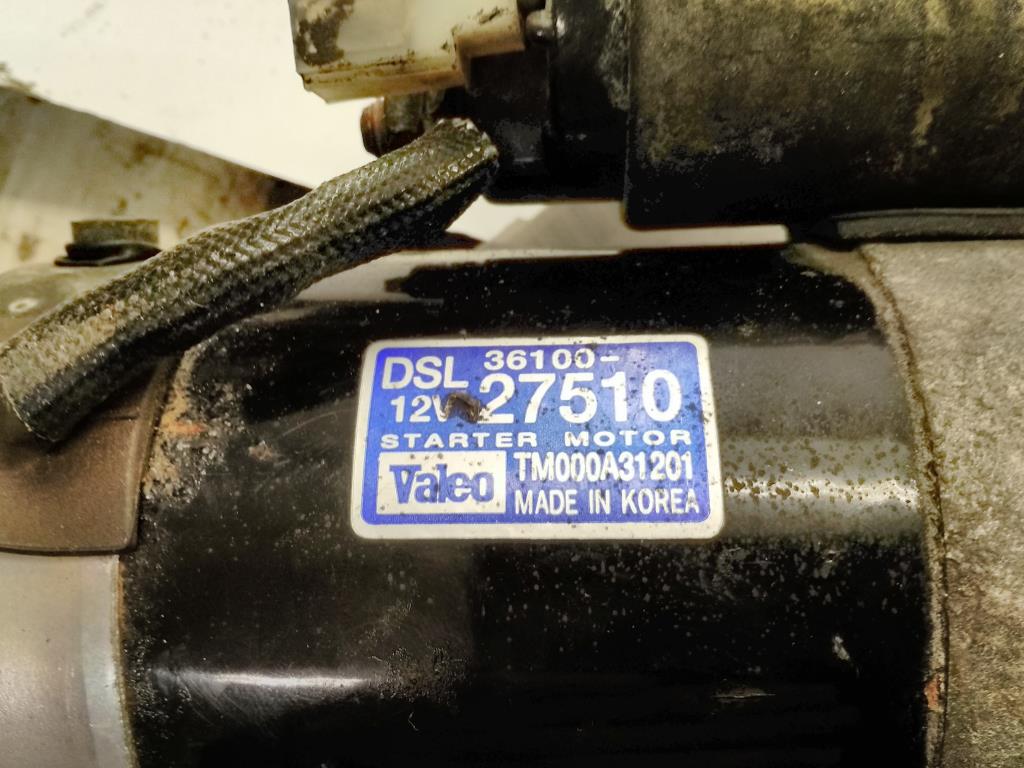 DSL 36100-
12V 27510
STARTER MOTOR
Valeo TM000A31201
MADE IN KOREA